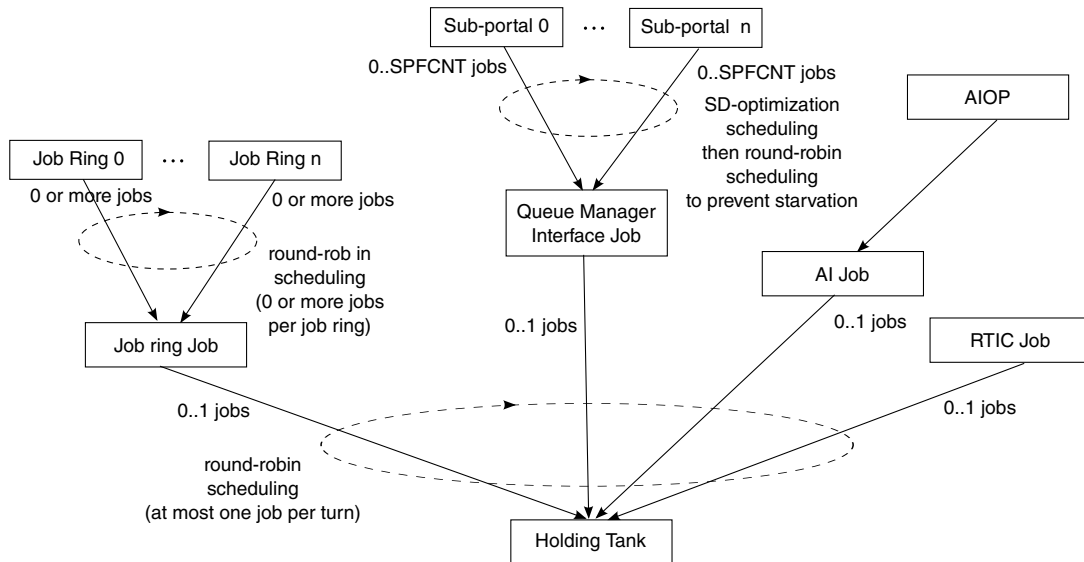 Sub-portal 0
...
Sub-portal n
0..SPFCNT jobs
0..SPFCNT jobs
SD-optimization
scheduling
then round-robin
scheduling
to prevent starvation
AIOP
Job Ring 0
...
Job Ring n
0 or more jobs
0 or more jobs
round-rob in
scheduling
(0 or more jobs
per job ring)
Queue Manager
Interface Job
AI Job
Job ring Job
0..1 jobs
0..1 jobs
RTIC Job
0..1 jobs
0..1 jobs
round-robin
scheduling
(at most one job per turn)
Holding Tank